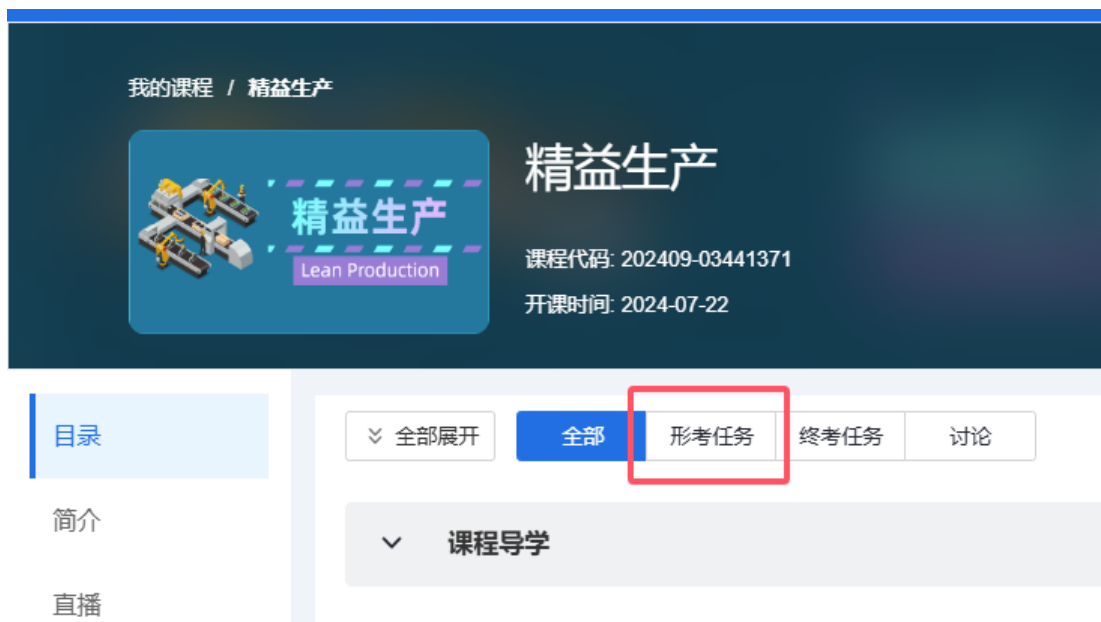 我的课程 / 精益生产
精益生产
Lean Production
精益生产
课程代码: 202409-03441371
开课时间: 2024-07-22
目录
简介
直播
全部展开 全部 形考任务 终考任务 讨论
课程导学